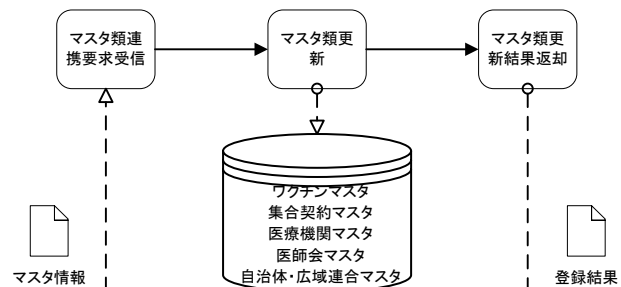 マスタ類連
携要求受信
マスタ類更
新
マスタ類更
新結果返却
ワクチンマスタ
集合契約マスタ
医療機関マスタ
医師会マスタ
自治体・広域連合マスタ
マスタ情報
登録結果